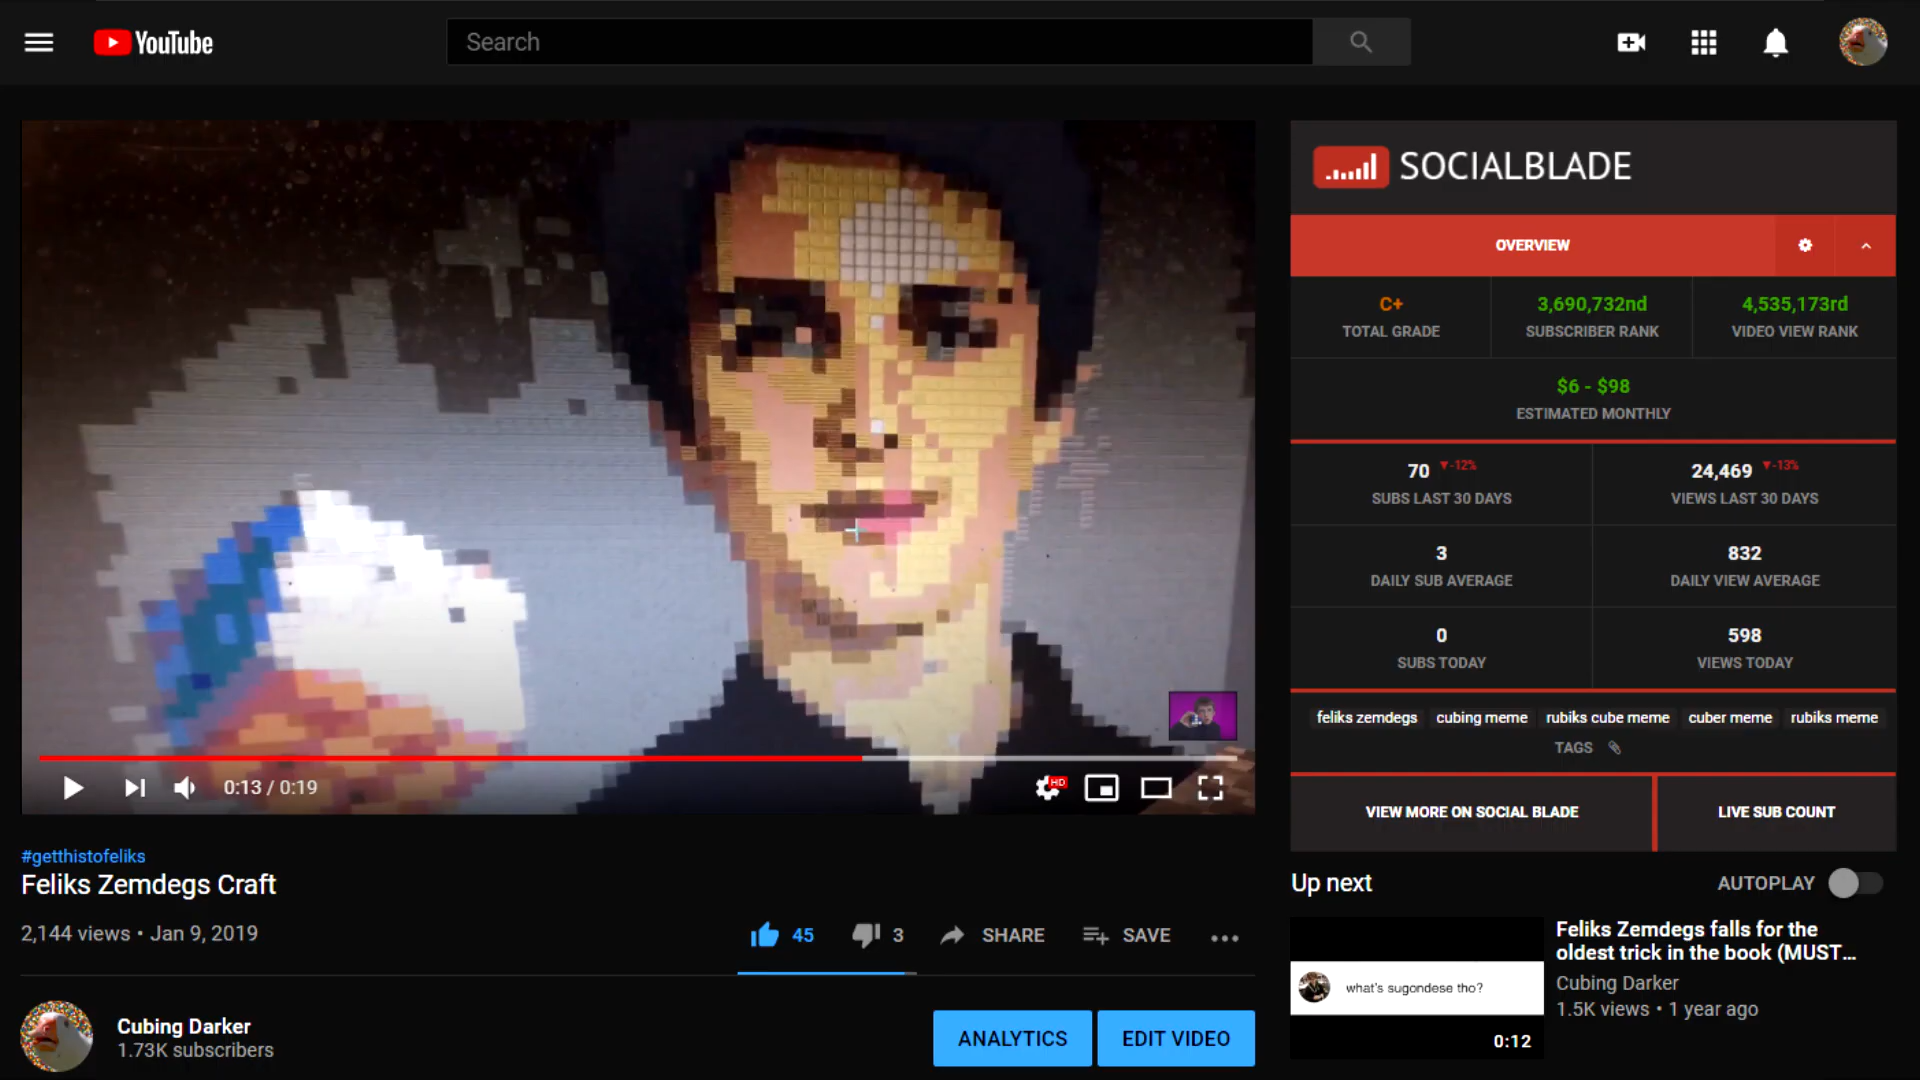 YouTube
Search
SOCIALBLADE
OVERVIEW
C+
TOTAL GRADE
3,690,732nd
SUBSCRIBER RANK
4,535,173rd
VIDEO VIEW RANK
$6 - $98
ESTIMATED MONTHLY
70 ▼-12%
SUBS LAST 30 DAYS
24,469 ▼-13%
VIEWS LAST 30 DAYS
3
DAILY SUB AVERAGE
832
DAILY VIEW AVERAGE
0
SUBS TODAY
598
VIEWS TODAY
feliks zemdegs cubing meme rubiks cube meme cuber meme rubiks meme
TAGS
VIEW MORE ON SOCIAL BLADE
LIVE SUB COUNT
0:13 / 0:19
HD
#getthistofeliks
Feliks Zemdegs Craft
2,144 views • Jan 9, 2019
45 3 SHARE SAVE
Cubing Darker
1.73K subscribers
ANALYTICS
EDIT VIDEO
Up next
AUTOPLAY
what's sugondese tho?
0:12
Feliks Zemdegs falls for the
oldest trick in the book (MUST...
Cubing Darker
1.5K views • 1 year ago